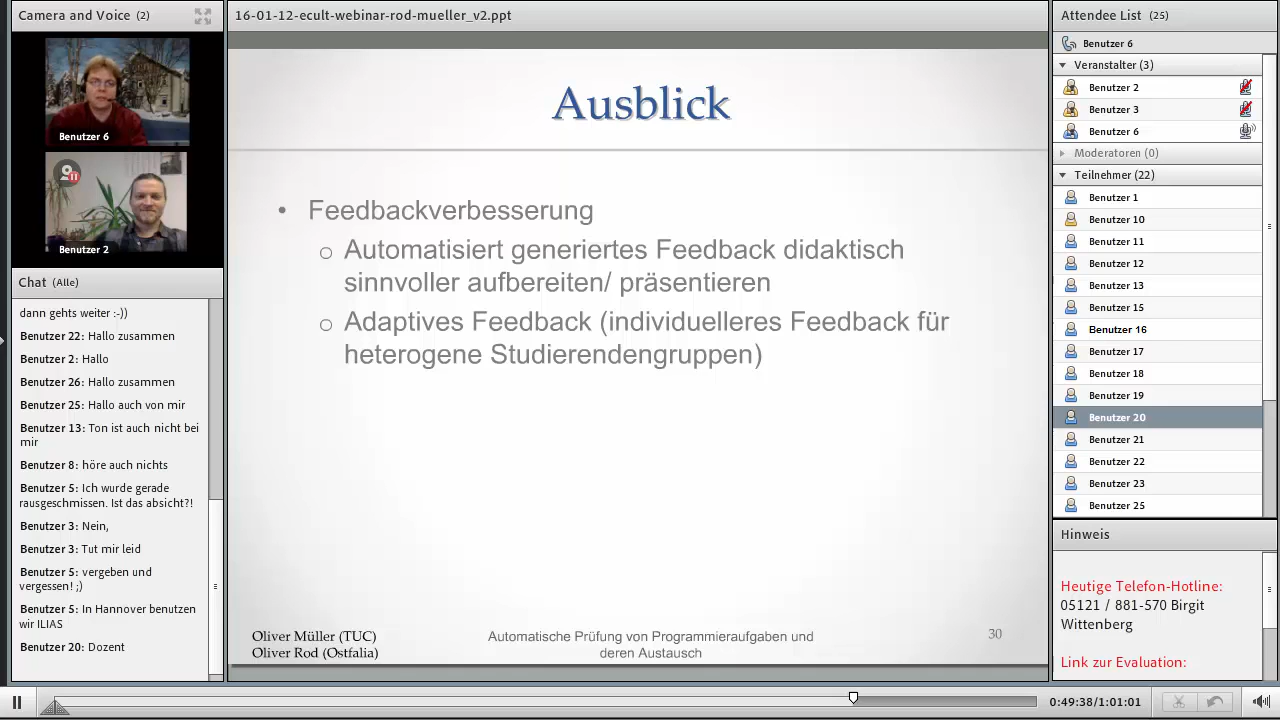 Camera and Voice (2)
Benutzer 6
Benutzer 2
Chat (Alle)
dann gehts weiter :-))
Benutzer 22: Hallo zusammen
Benutzer 2: Hallo
Benutzer 26: Hallo zusammen
Benutzer 25: Hallo auch von mir
Benutzer 13: Ton ist auch nicht bei
mir
Benutzer 8: höre auch nichts
Benutzer 5: Ich wurde gerade
rausgeschmissen. Ist das absicht?!
Benutzer 3: Nein,
Benutzer 3: Tut mir leid
Benutzer 5: vergeben und
vergessen! ;)
Benutzer 5: In Hannover benutzen
wir ILIAS
Benutzer 20: Dozent
16-01-12-ecult-webinar-rod-mueller_v2.ppt
Ausblick
• Feedbackverbesserung
o Automatisiert generiertes Feedback didaktisch
sinnvoller aufbereiten/ präsentieren
o Adaptives Feedback (individuelleres Feedback für
heterogene Studierendengruppen)
Oliver Müller (TUC)
Oliver Rod (Ostfalia)
Automatische Prüfung von Programmieraufgaben und
deren Austausch
30
Attendee List (25)
Benutzer 6
Veranstalter (3)
Benutzer 2
Benutzer 3
Benutzer 6
Moderatoren (0)
Teilnehmer (22)
Benutzer 1
Benutzer 10
Benutzer 11
Benutzer 12
Benutzer 13
Benutzer 15
Benutzer 16
Benutzer 17
Benutzer 18
Benutzer 19
Benutzer 20
Benutzer 21
Benutzer 22
Benutzer 23
Benutzer 25
Hinweis
Heutige Telefon-Hotline:
05121 / 881-570 Birgit
Wittenberg
Link zur Evaluation:
0:49:38/1:01:01